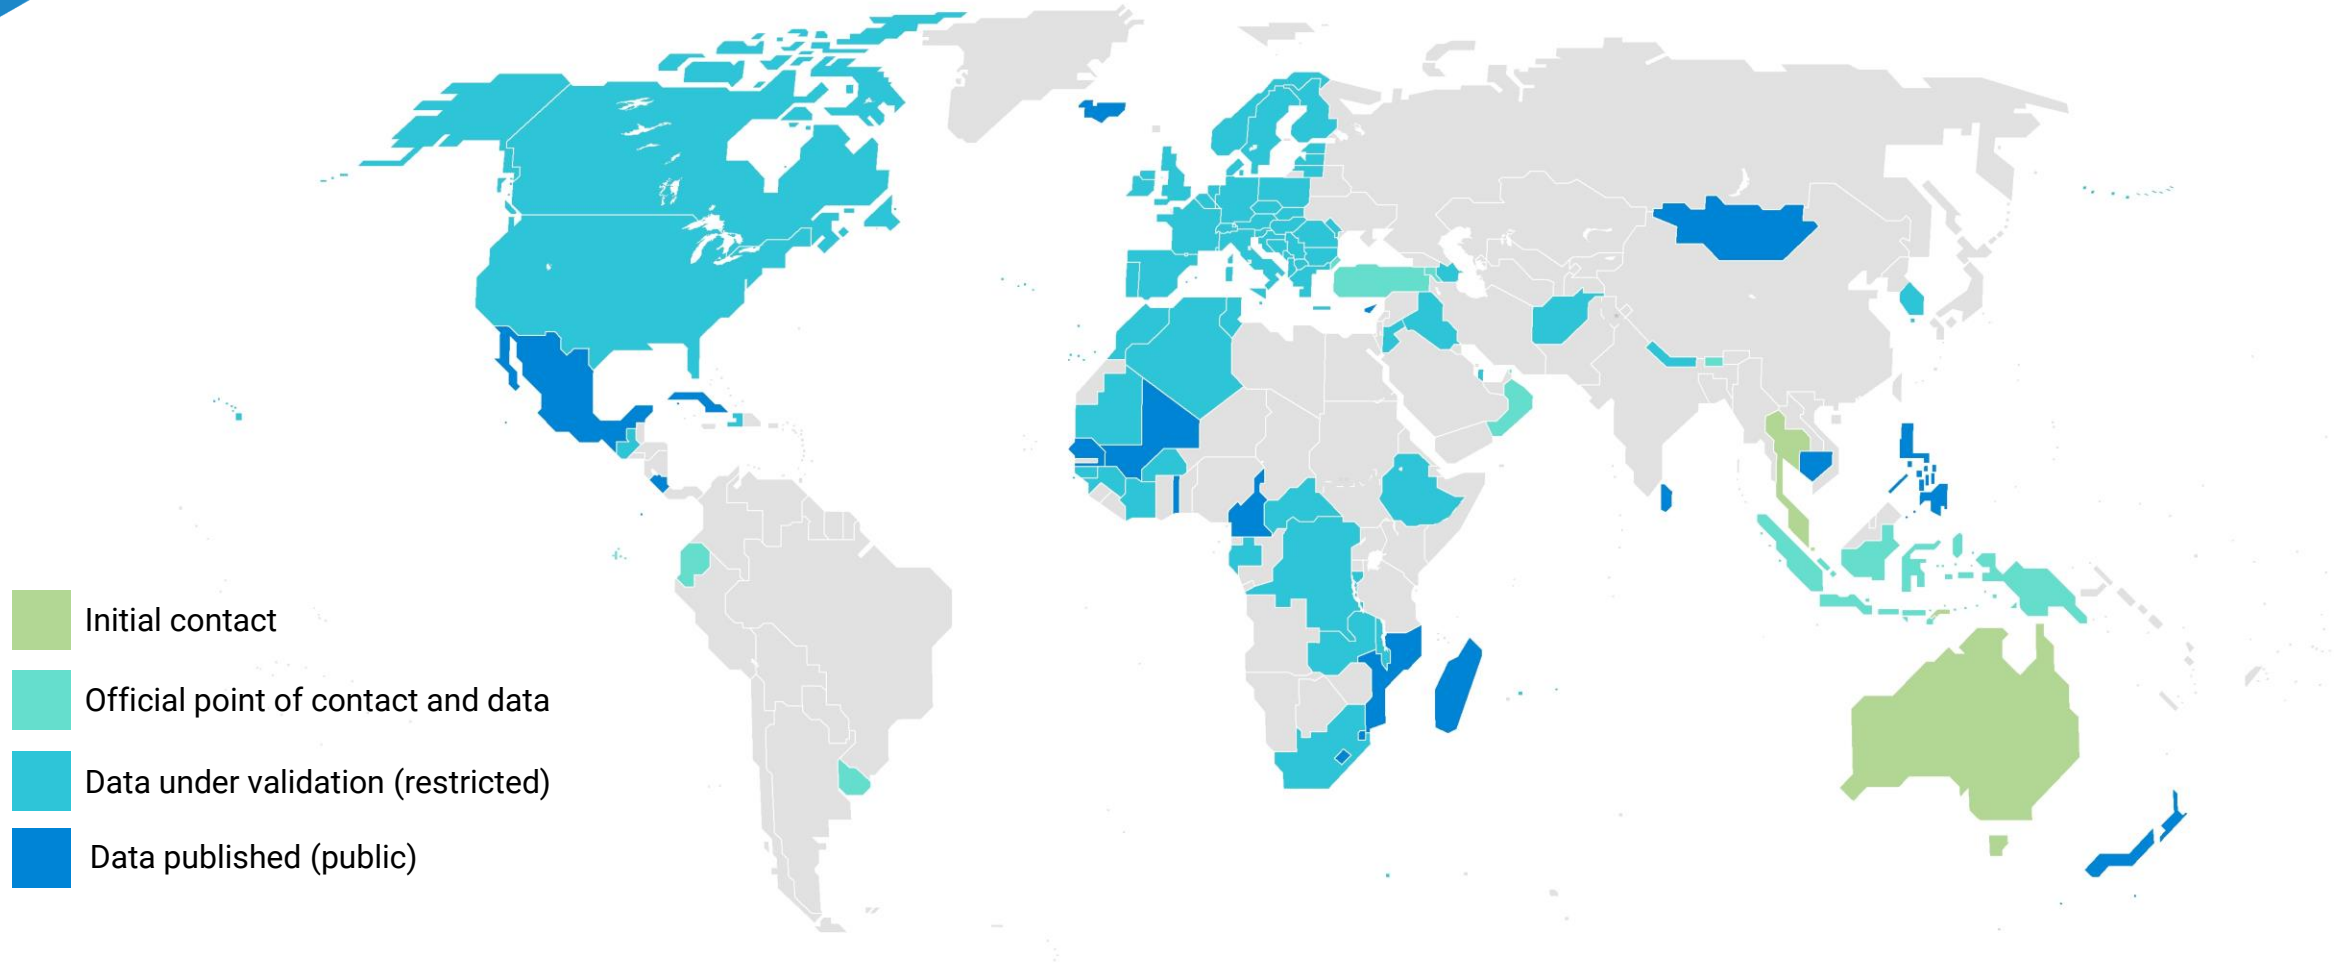 Initial contact
Official point of contact and data
Data under validation (restricted)
Data published (public)